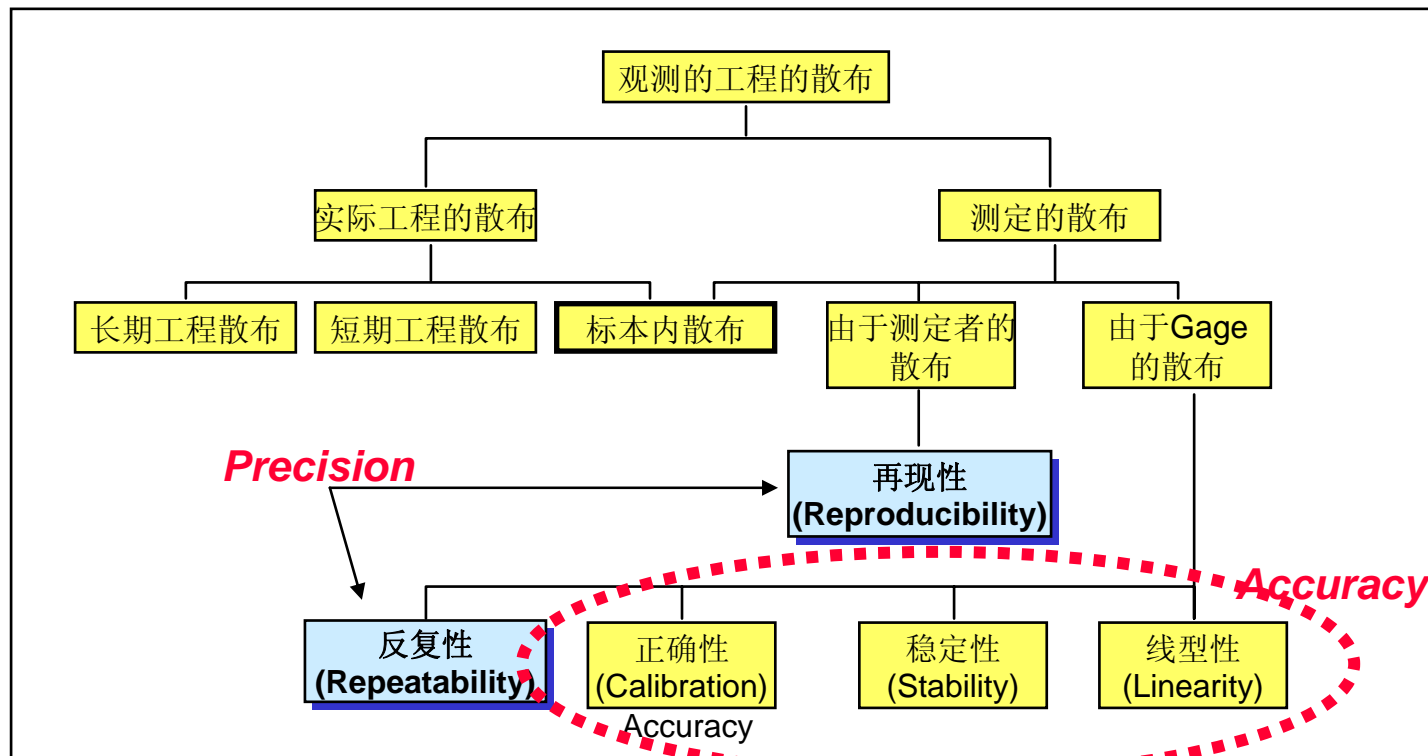 观测的工程的散布
实际工程的散布
测定的散布
长期工程散布
短期工程散布
标本内散布
由于测定者的
散布
由于Gage
的散布
Precision
再现性
(Reproducibility)
Accuracy
反复性
(Repeatability)
正确性
(Calibration)
Accuracy
稳定性
(Stability)
线型性
(Linearity)